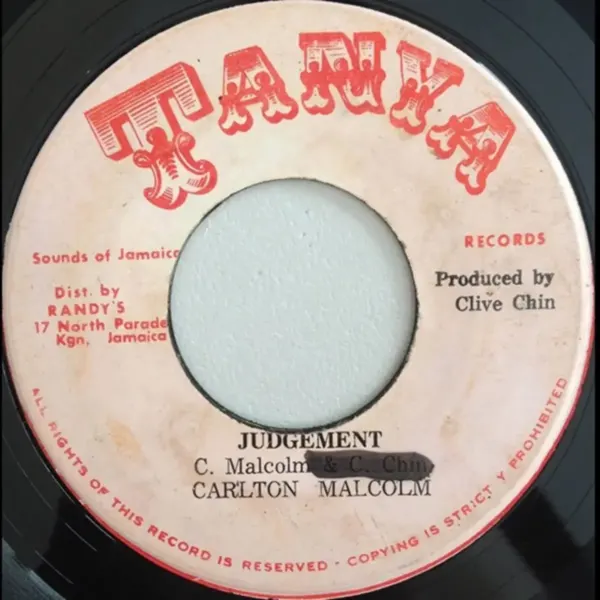 TANYA
RECORDS
Sounds of Jamaica
Dist. by
RANDY'S
17 North Parade
Kgn, Jamaica
Produced by
Clive Chin
JUDGEMENT
C. Malcolm & C. Chin
CARLTON MALCOLM
ALL RIGHTS OF THIS RECORD IS RESERVED - COPYING IS STRICTLY PROHIBITED